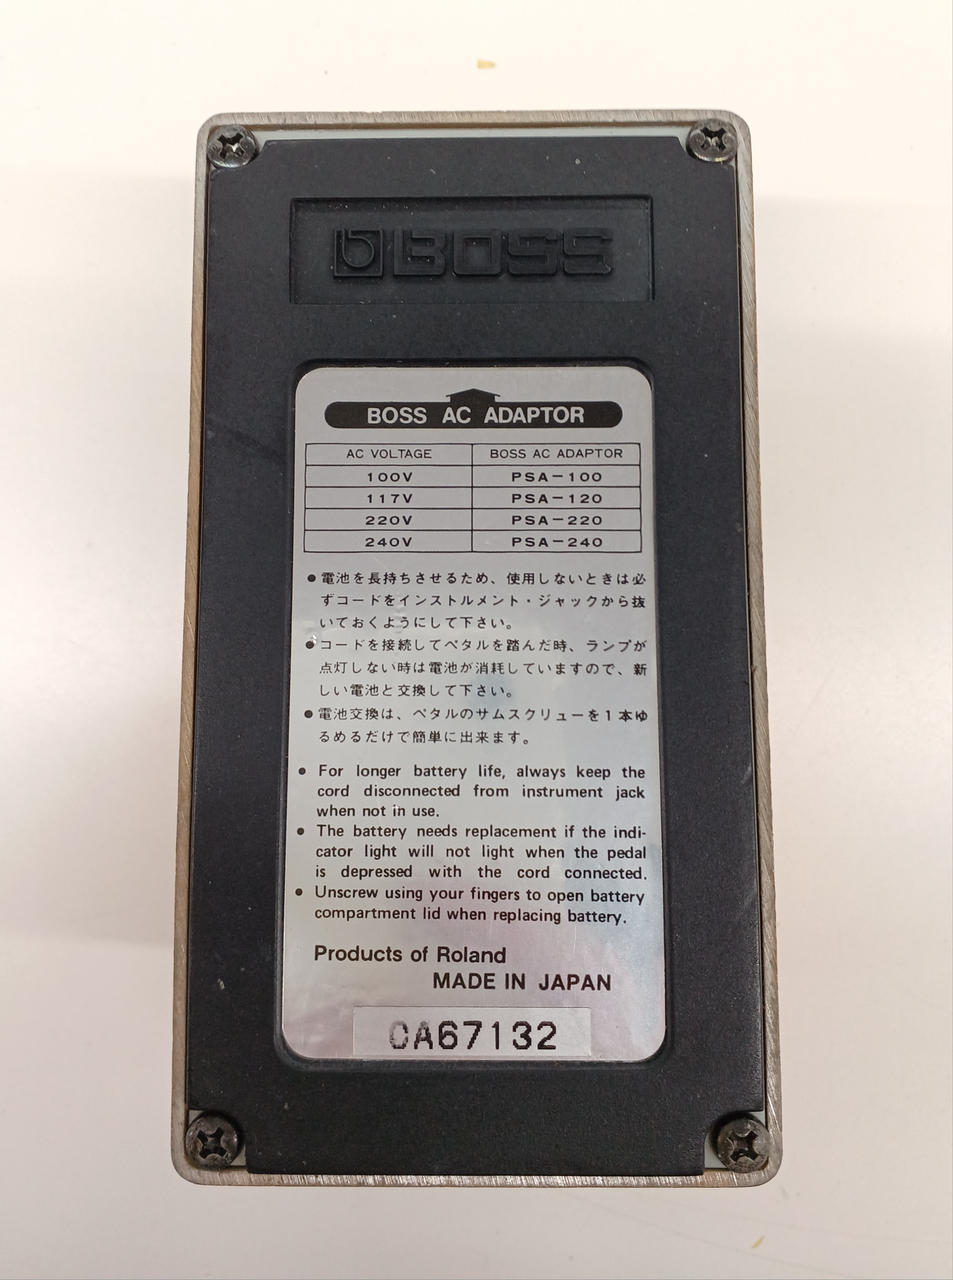 BOSS
BOSS AC ADAPTOR
AC VOLTAGE BOSS AC ADAPTOR
100V PSA-100
117V PSA-120
220V PSA-220
240V PSA-240
● 電池を長持ちさせるため、使用しないときは必
ずコードをインストルメント・ジャックから抜
いておくようにして下さい。
● コードを接続してペタルを踏んだ時、ランプが
点灯しない時は電池が消耗していますので、新
しい電池と交換して下さい。
● 電池交換は、ペタルのサムスクリューを1本ゆ
るめるだけで簡単に出来ます。
● For longer battery life, always keep the
cord disconnected from instrument jack
when not in use.
● The battery needs replacement if the indi-
cator light will not light when the pedal
is depressed with the cord connected.
● Unscrew using your fingers to open battery
compartment lid when replacing battery.
Products of Roland
MADE IN JAPAN
CA67132